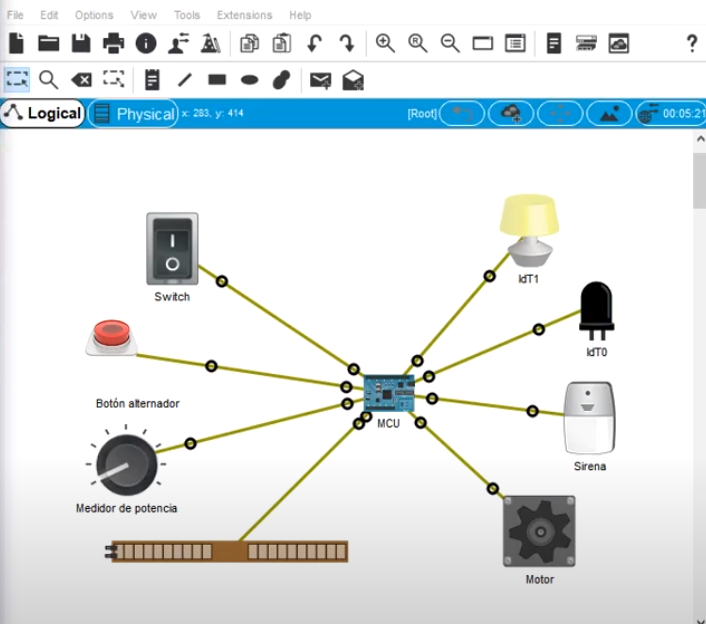 File Edit Options View Tools Extensions Help
?
Logical Physical x: 283, y: 414 [Root] 00:05:21
IdT1
Switch
IdT0
Botón alternador
MCU
Sirena
Medidor de potencia
Motor